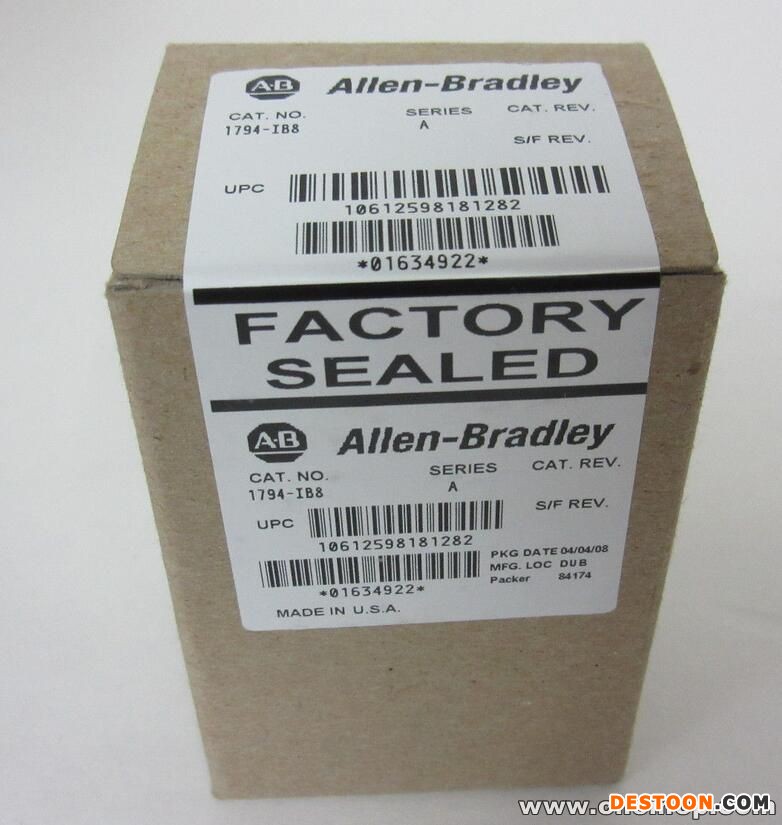 A-B Allen-Bradley
CAT. NO. SERIES CAT. REV.
1794-IB8 A
S/F REV.
UPC
10612598181282
*01634922*
FACTORY
SEALED
A-B Allen-Bradley
CAT. NO. SERIES CAT. REV.
1794-IB8 A
S/F REV.
UPC
10612598181282
PKG DATE 04/04/08
MFG. LOC DUB
Packer 84174
*01634922*
MADE IN U.S.A.
DESTOON.COM